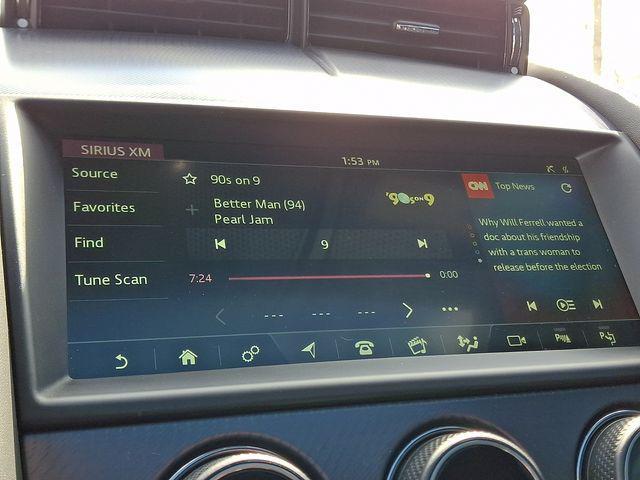 SIRIUS XM
1:53 PM
Source
Favorites
Find
Tune Scan
90s on 9
Better Man (94)
Pearl Jam
'90s ON 9
9
7:24
0:00
--- --- ---
CNN Top News
Why Will Ferrell wanted a
doc about his friendship
with a trans woman to
release before the election